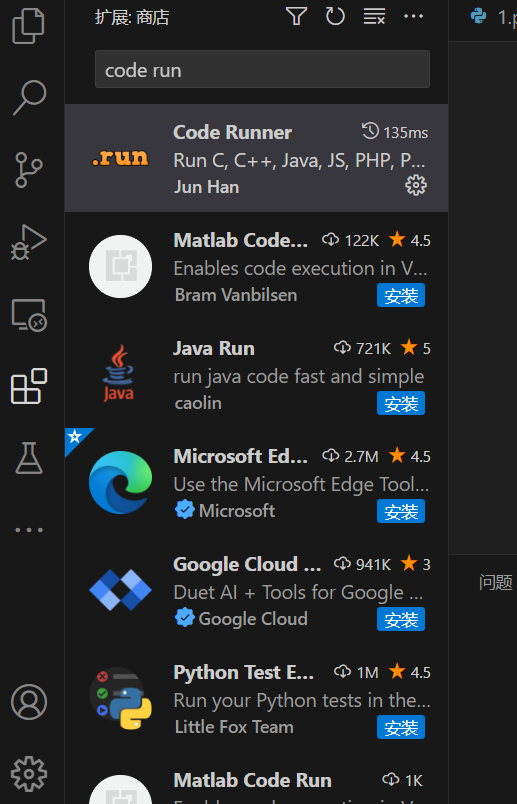 扩展: 商店
1.p
code run
.run
Code Runner 135ms
Run C, C++, Java, JS, PHP, P...
Jun Han
Matlab Code... 122K 4.5
Enables code execution in V...
Bram Vanbilsen 安装
Java
Java Run 721K 5
run java code fast and simple
caolin 安装
Microsoft Ed... 2.7M 4.5
Use the Microsoft Edge Tool...
Microsoft 安装
Google Cloud ... 941K 3
Duet AI + Tools for Google ...
Google Cloud 安装
问题
Python Test E... 1M 4.5
Run your Python tests in the...
Little Fox Team 安装
Matlab Code Run 1K